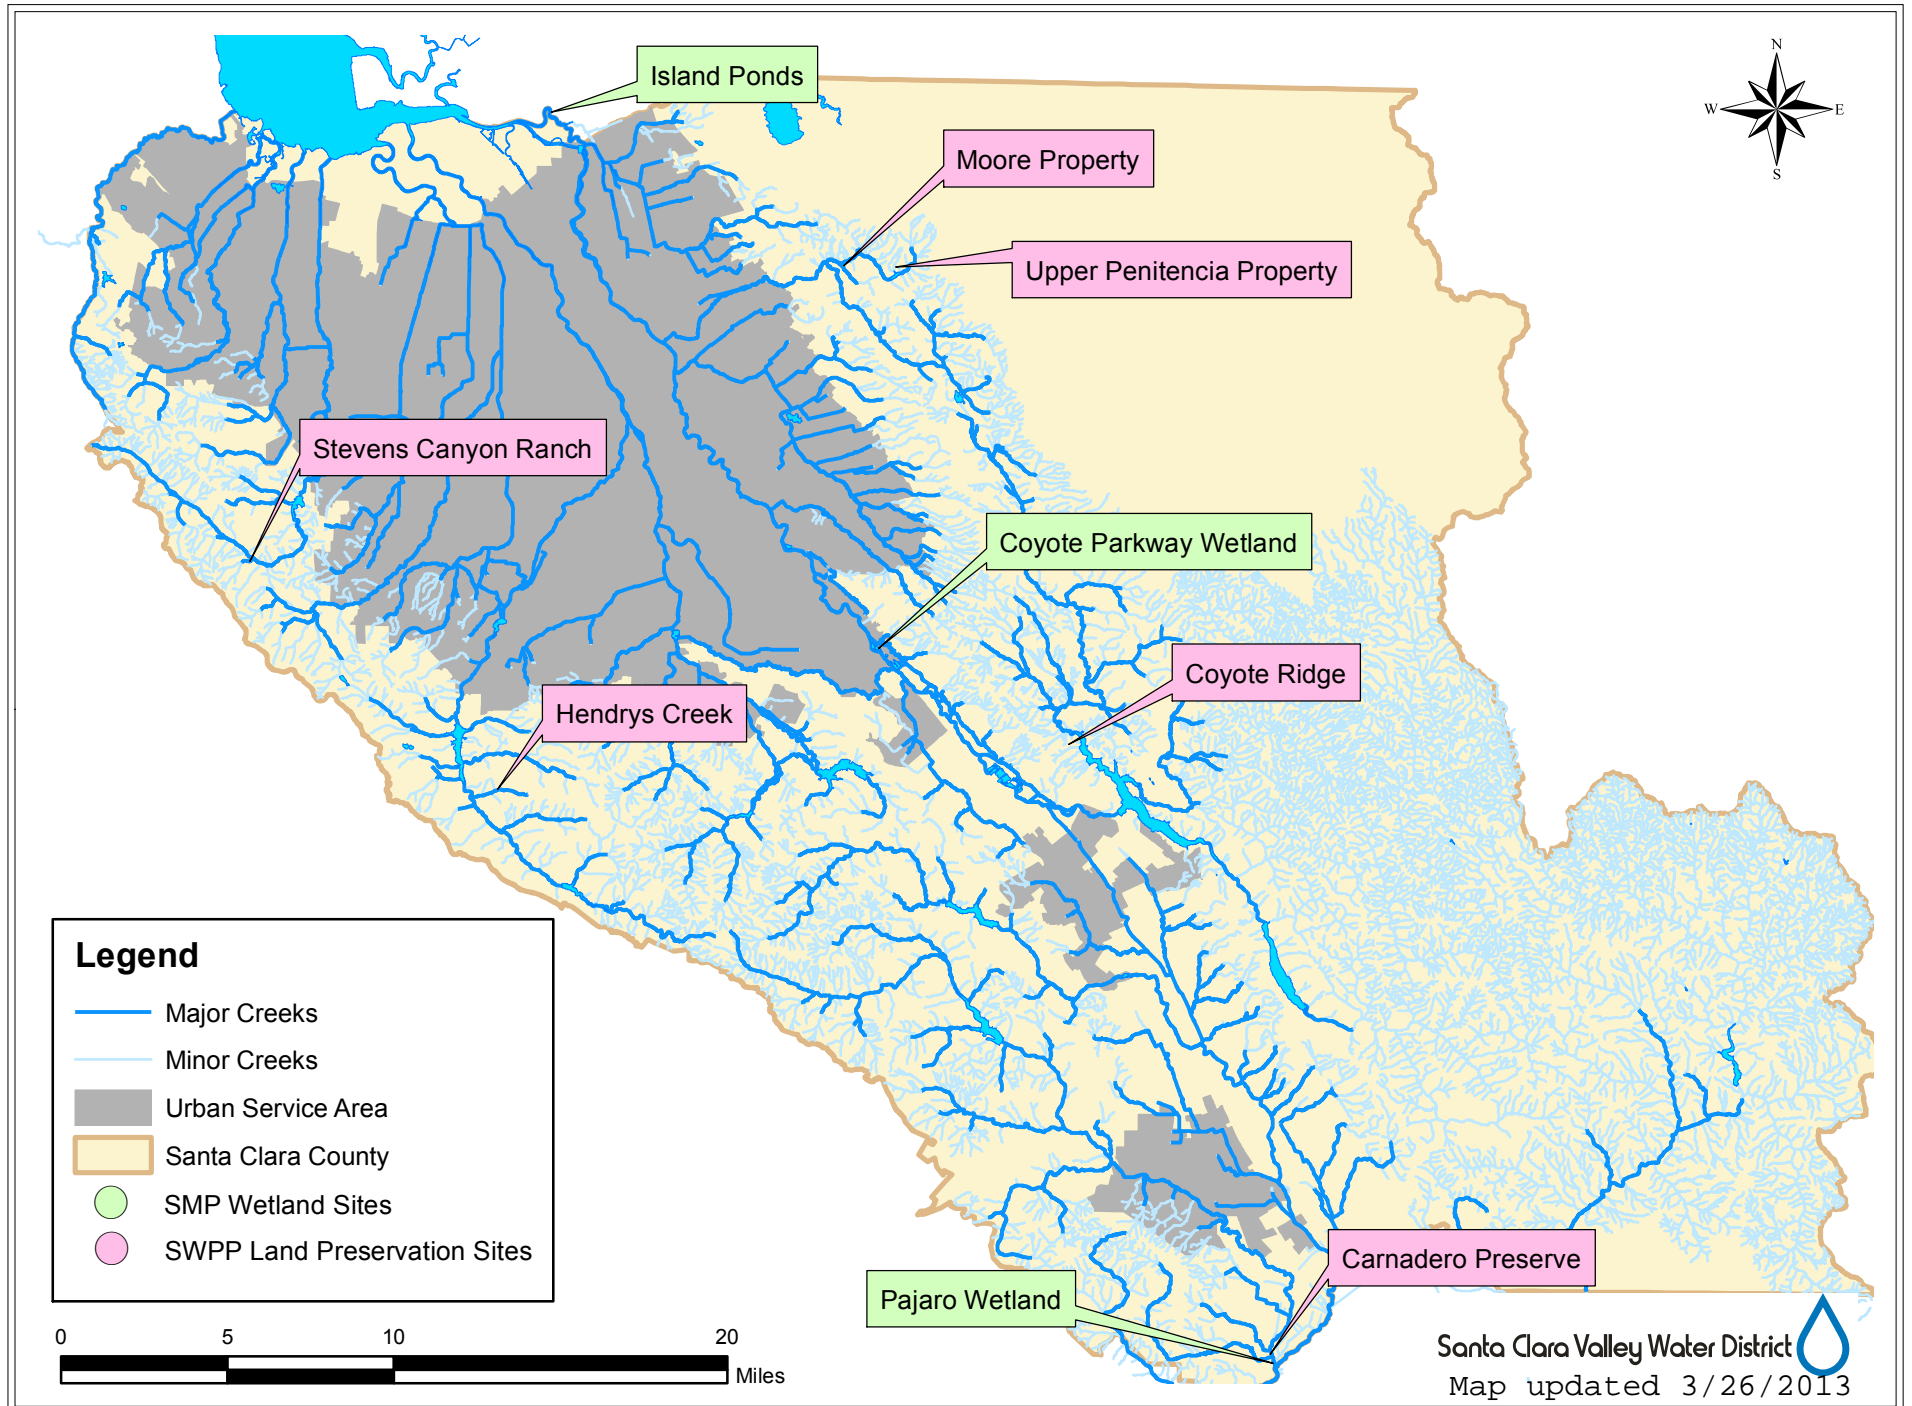 Island Ponds
N
W
E
S
Moore Property
Upper Penitencia Property
Stevens Canyon Ranch
Coyote Parkway Wetland
Coyote Ridge
Hendrys Creek
Legend
Major Creeks
Minor Creeks
Urban Service Area
Santa Clara County
SMP Wetland Sites
SWPP Land Preservation Sites
Carnadero Preserve
Pajaro Wetland
0 5 10 20
Miles
Santa Clara Valley Water District
Map updated 3/26/2013